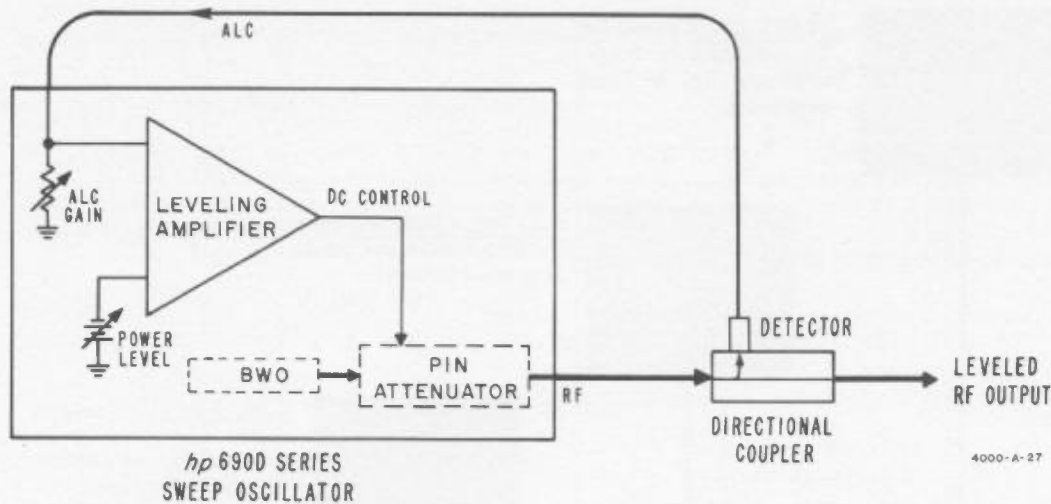 ALC
ALC
GAIN
LEVELING
AMPLIFIER
DC CONTROL
POWER
LEVEL
BWO
PIN
ATTENUATOR
RF
DETECTOR
DIRECTIONAL
COUPLER
LEVELED
RF OUTPUT
hp 690D SERIES
SWEEP OSCILLATOR
4000-A-27